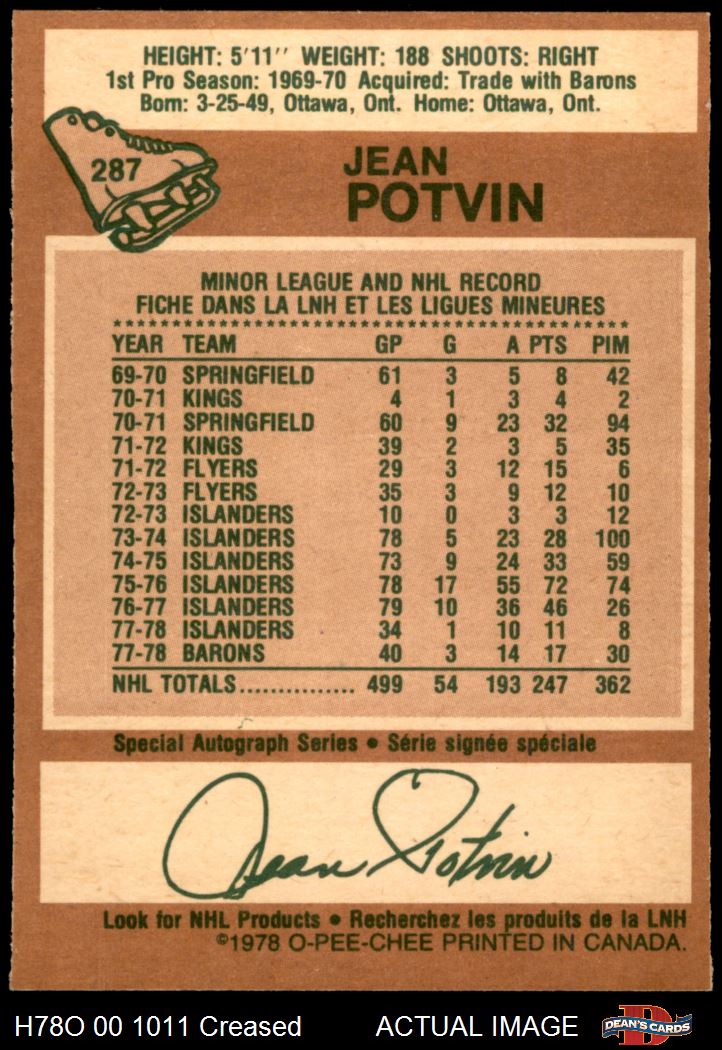 HEIGHT: 5'11'' WEIGHT: 188 SHOOTS: RIGHT
1st Pro Season: 1969-70 Acquired: Trade with Barons
Born: 3-25-49, Ottawa, Ont. Home: Ottawa, Ont.
287
JEAN
POTVIN
MINOR LEAGUE AND NHL RECORD
FICHE DANS LA LNH ET LES LIGUES MINEURES
YEAR TEAM GP G A PTS PIM
69-70 SPRINGFIELD 61 3 5 8 42
70-71 KINGS 4 1 3 4 2
70-71 SPRINGFIELD 60 9 23 32 94
71-72 KINGS 39 2 3 5 35
71-72 FLYERS 29 3 12 15 6
72-73 FLYERS 35 3 9 12 10
72-73 ISLANDERS 10 0 3 3 12
73-74 ISLANDERS 78 5 23 28 100
74-75 ISLANDERS 73 9 24 33 59
75-76 ISLANDERS 78 17 55 72 74
76-77 ISLANDERS 79 10 36 46 26
77-78 ISLANDERS 34 1 10 11 8
77-78 BARONS 40 3 14 17 30
NHL TOTALS............... 499 54 193 247 362
Special Autograph Series • Série signée spéciale
Jean Potvin
Look for NHL Products • Recherchez les produits de la LNH
©1978 O-PEE-CHEE PRINTED IN CANADA.
H78O 00 1011 Creased ACTUAL IMAGE D DEAN'S CARDS